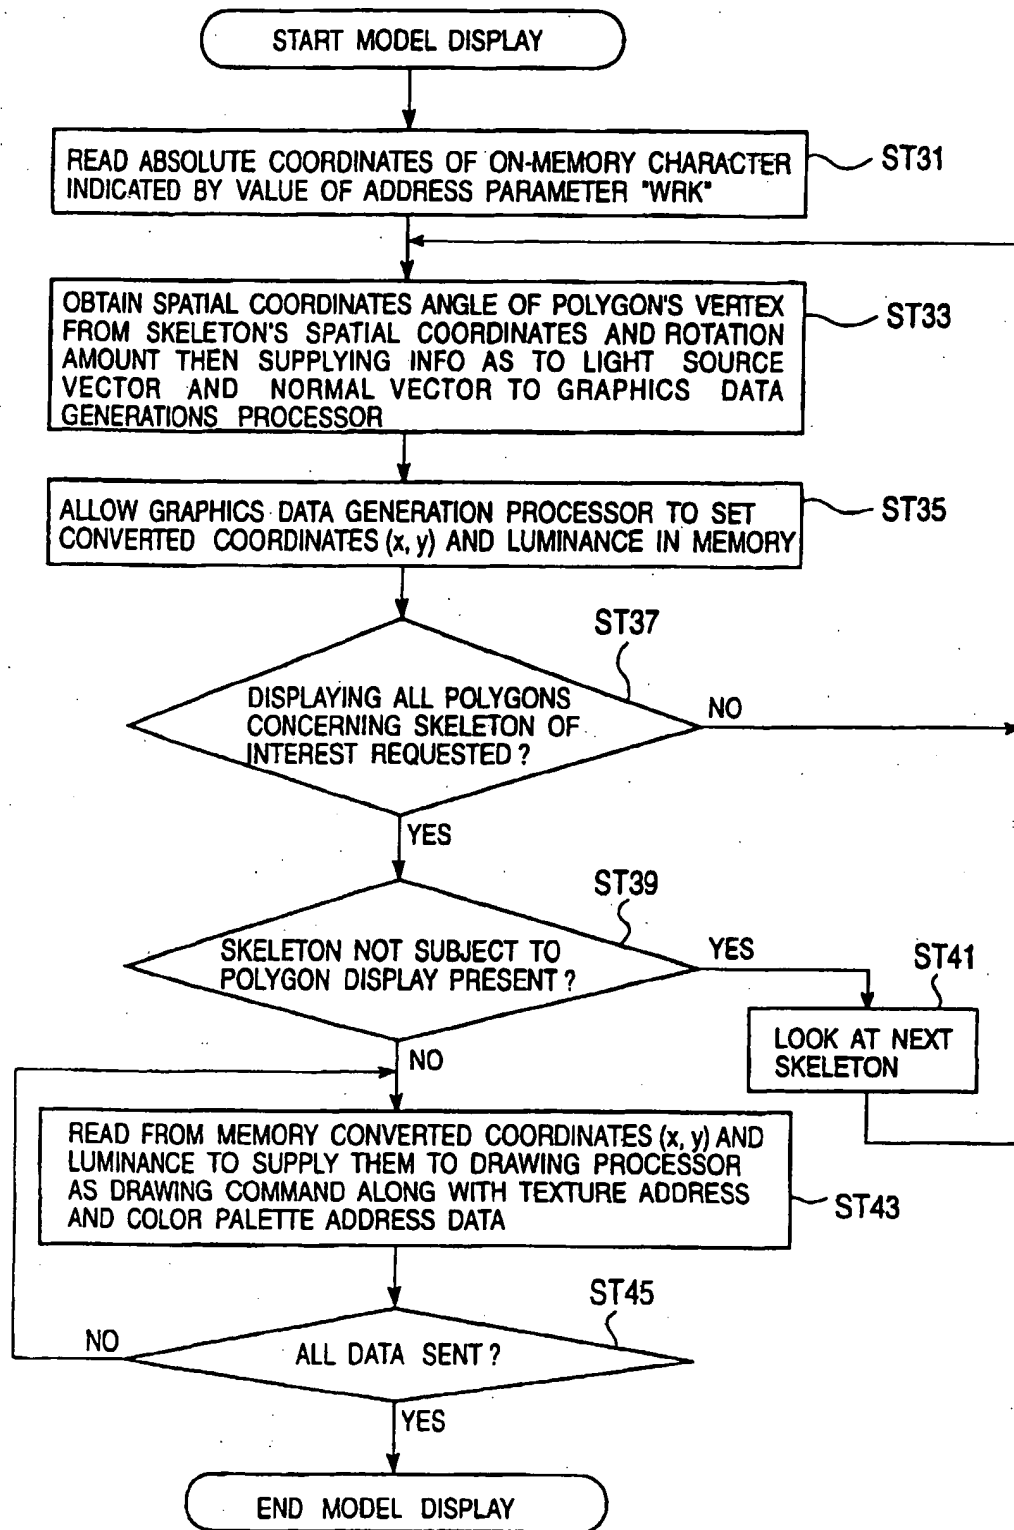 START MODEL DISPLAY
READ ABSOLUTE COORDINATES OF ON-MEMORY CHARACTER
INDICATED BY VALUE OF ADDRESS PARAMETER "WRK"
ST31
OBTAIN SPATIAL COORDINATES ANGLE OF POLYGON'S VERTEX
FROM SKELETON'S SPATIAL COORDINATES AND ROTATION
AMOUNT THEN SUPPLYING INFO AS TO LIGHT SOURCE
VECTOR AND NORMAL VECTOR TO GRAPHICS DATA
GENERATIONS PROCESSOR
ST33
ALLOW GRAPHICS DATA GENERATION PROCESSOR TO SET
CONVERTED COORDINATES (x, y) AND LUMINANCE IN MEMORY
ST35
ST37
DISPLAYING ALL POLYGONS
CONCERNING SKELETON OF
INTEREST REQUESTED ?
NO
YES
ST39
SKELETON NOT SUBJECT TO
POLYGON DISPLAY PRESENT ?
YES
ST41
LOOK AT NEXT
SKELETON
NO
READ FROM MEMORY CONVERTED COORDINATES (x, y) AND
LUMINANCE TO SUPPLY THEM TO DRAWING PROCESSOR
AS DRAWING COMMAND ALONG WITH TEXTURE ADDRESS
AND COLOR PALETTE ADDRESS DATA
ST43
ST45
NO
ALL DATA SENT ?
YES
END MODEL DISPLAY